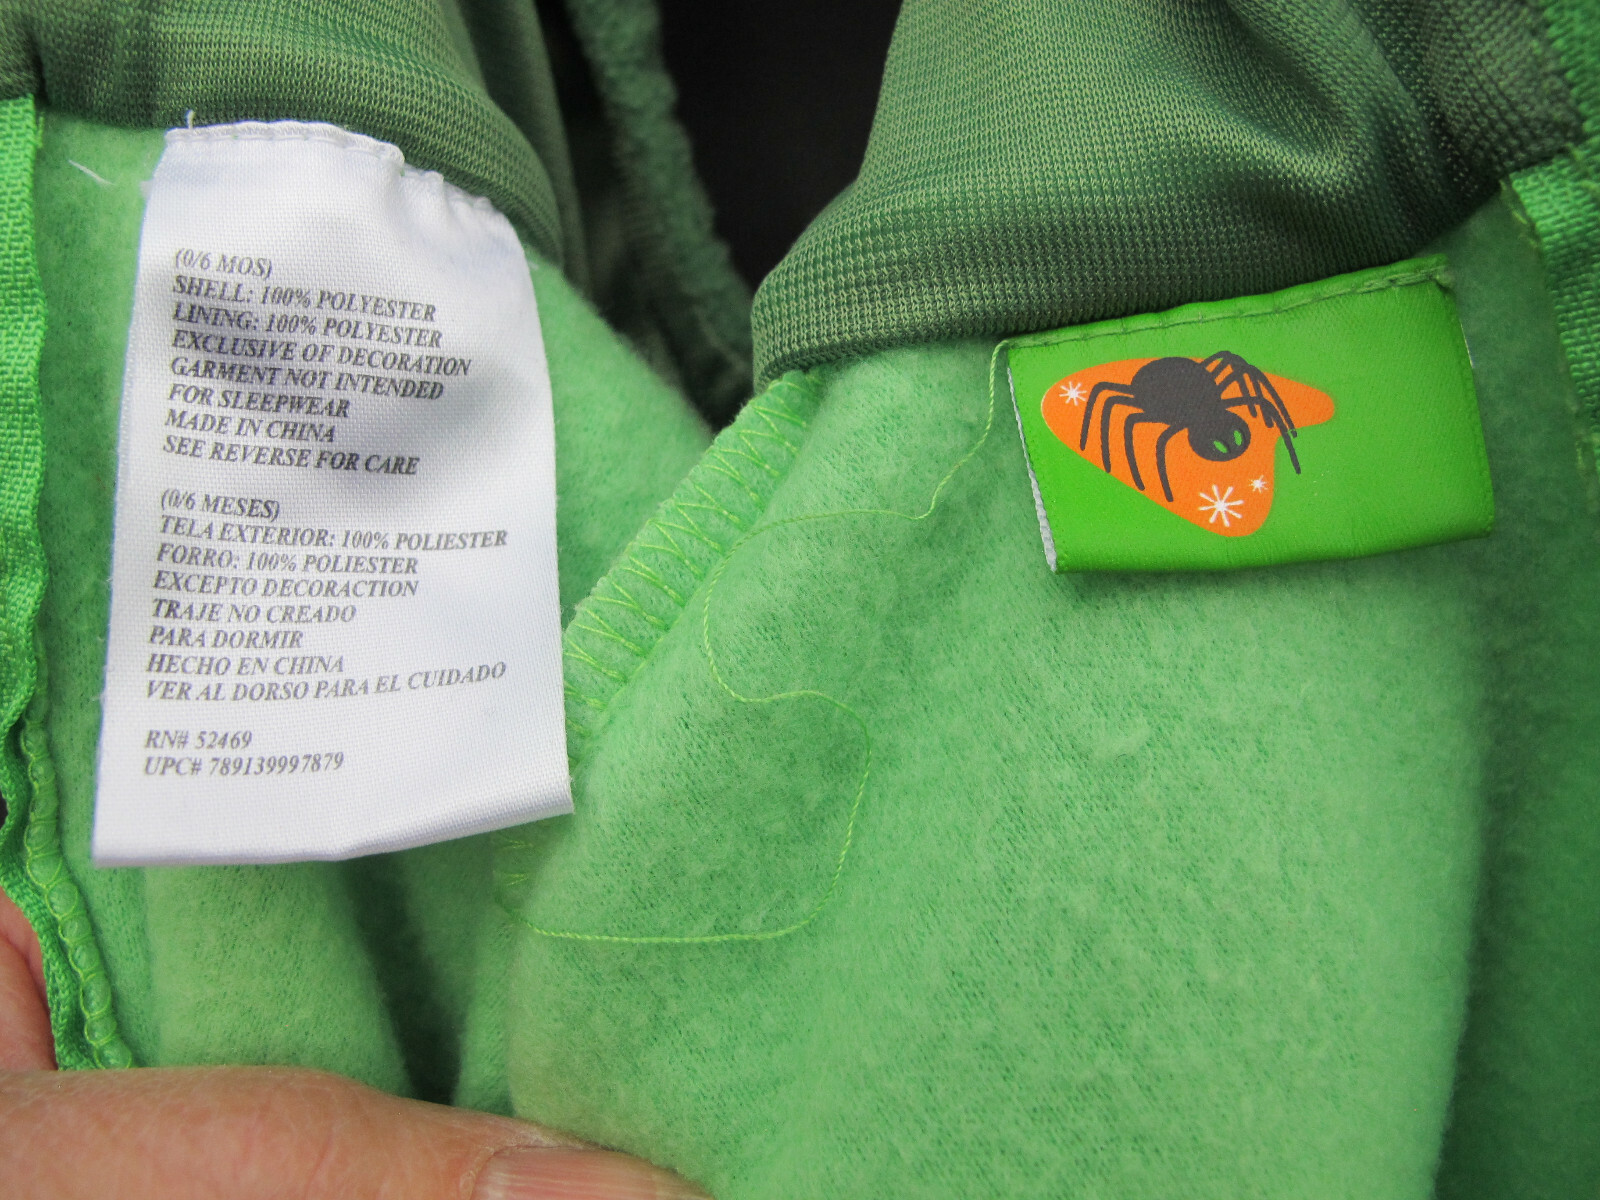 (0/6 MOS)
SHELL: 100% POLYESTER
LINING: 100% POLYESTER
EXCLUSIVE OF DECORATION
GARMENT NOT INTENDED
FOR SLEEPWEAR
MADE IN CHINA
SEE REVERSE FOR CARE
(0/6 MESES)
TELA EXTERIOR: 100% POLIESTER
FORRO: 100% POLIESTER
EXCEPTO DECORACTION
TRAJE NO CREADO
PARA DORMIR
HECHO EN CHINA
VER AL DORSO PARA EL CUIDADO
RN# 52469
UPC# 789139997879